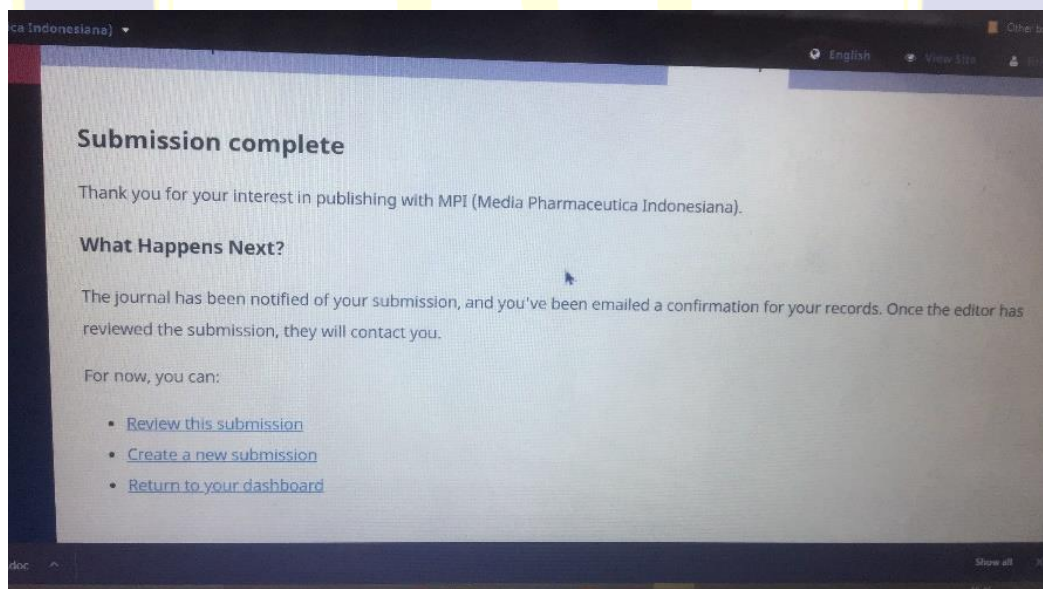 ca Indonesiana)
Other
English
View Site
Submission complete
Thank you for your interest in publishing with MPI (Media Pharmaceutica Indonesiana).
What Happens Next?
The journal has been notified of your submission, and you've been emailed a confirmation for your records. Once the editor has
reviewed the submission, they will contact you.
For now, you can:
• Review this submission
• Create a new submission
• Return to your dashboard
.doc
Show all